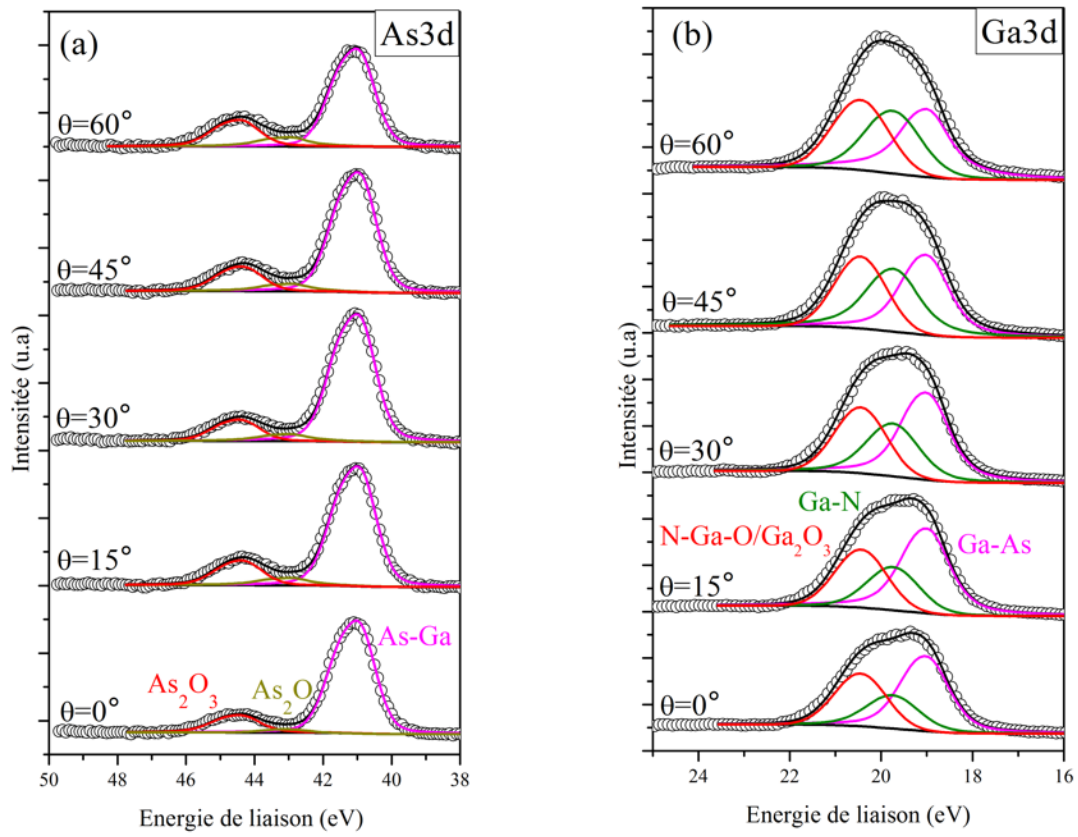 (a)
As3d
θ=60°
θ=45°
θ=30°
θ=15°
As-Ga
As₂O₃
As₂O
θ=0°
50 48 46 44 42 40 38
Energie de liaison (eV)
Intensitée (u.a)
(b)
Ga3d
θ=60°
θ=45°
θ=30°
Ga-N
N-Ga-O/Ga₂O₃
Ga-As
θ=15°
θ=0°
24 22 20 18 16
Energie de liaison (eV)
Intensitée (u.a)